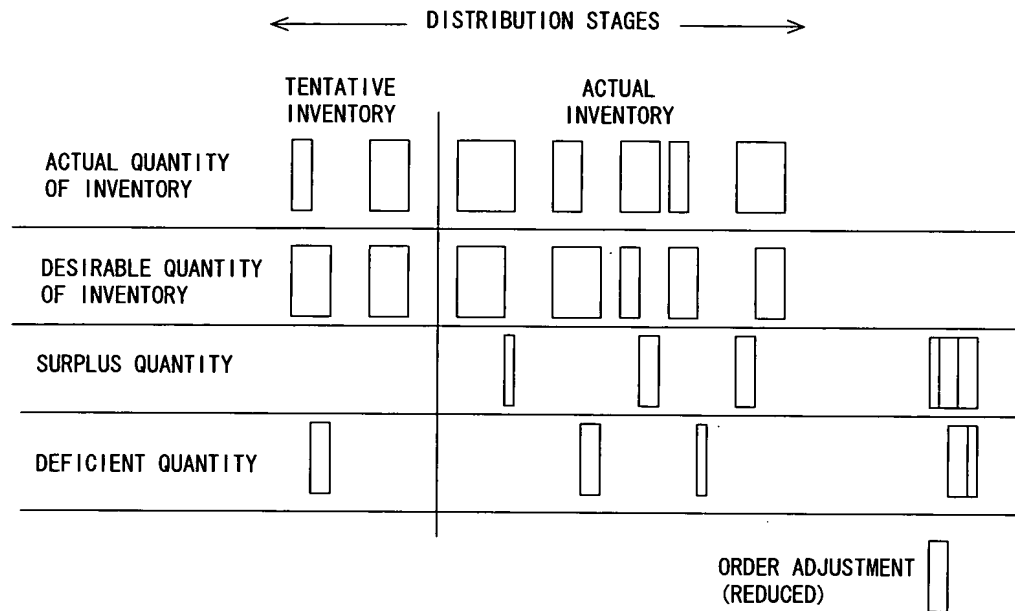 DISTRIBUTION STAGES
TENTATIVE
INVENTORY
ACTUAL
INVENTORY
ACTUAL QUANTITY
OF INVENTORY
DESIRABLE QUANTITY
OF INVENTORY
SURPLUS QUANTITY
DEFICIENT QUANTITY
ORDER ADJUSTMENT
(REDUCED)